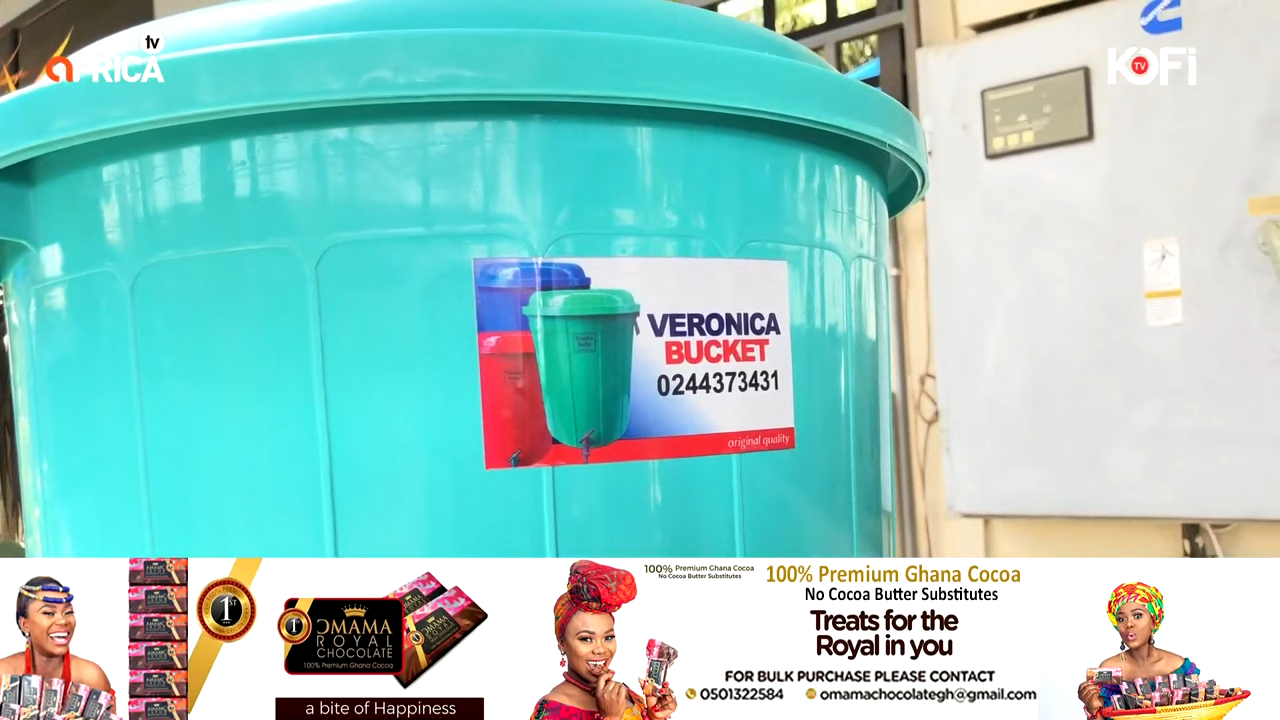 tv
aFRICA
KOFi
TV
VERONICA
BUCKET
0244373431
original quality
1ST
ƆMAMA
ROYAL
CHOCOLATE
100% Premium Ghana Cocoa
a bite of Happiness
100% Premium Ghana Cocoa
No Cocoa Butter Substitutes
100% Premium Ghana Cocoa
No Cocoa Butter Substitutes
Treats for the
Royal in you
FOR BULK PURCHASE PLEASE CONTACT
0501322584
omamachocolategh@gmail.com